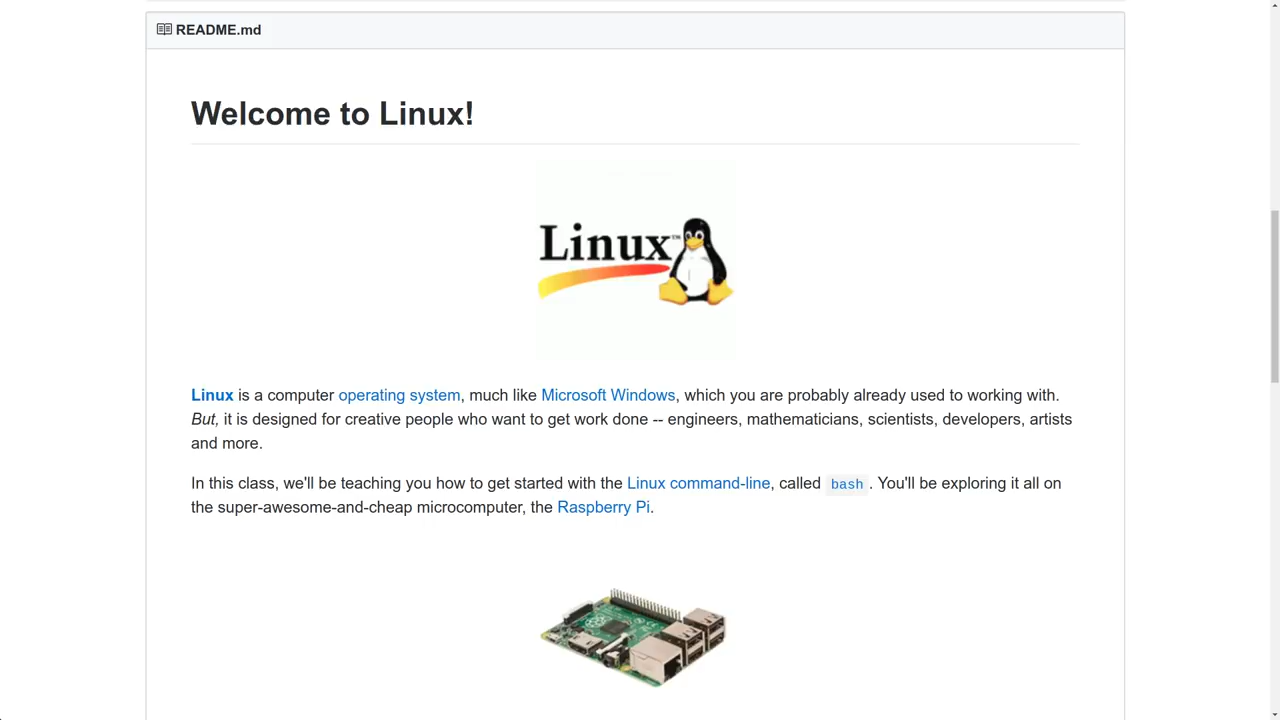 README.md
Welcome to Linux!
Linux™
Linux is a computer operating system, much like Microsoft Windows, which you are probably already used to working with.
But, it is designed for creative people who want to get work done -- engineers, mathematicians, scientists, developers, artists
and more.
In this class, we'll be teaching you how to get started with the Linux command-line, called bash. You'll be exploring it all on
the super-awesome-and-cheap microcomputer, the Raspberry Pi.